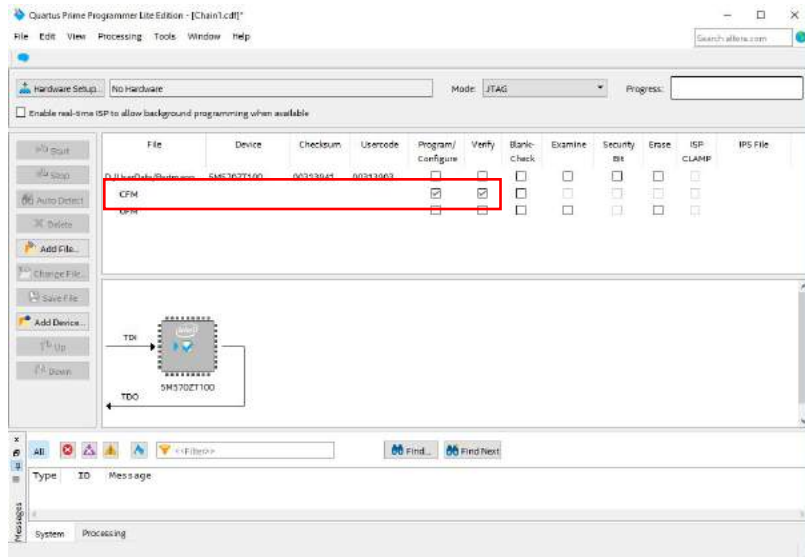 Quartus Prime Programmer Lite Edition - [Chain1.cdf]*
File Edit View Processing Tools Window Help
Search altera.com
Hardware Setup... No Hardware Mode: JTAG Progress:
Enable real-time ISP to allow background programming when available
Start
Stop
Auto Detect
Delete
Add File...
Change File...
Save File
Add Device...
Up
Down
File Device Checksum Usercode Program/ Configure Verify Blank- Check Examine Security Bit Erase ISP CLAMP IPS File
5M570ZT100
CFM
UFM
TDI
intel
5M570ZT100
TDO
All <<Filter>> Find... Find Next
Type ID Message
System Processing
Messages